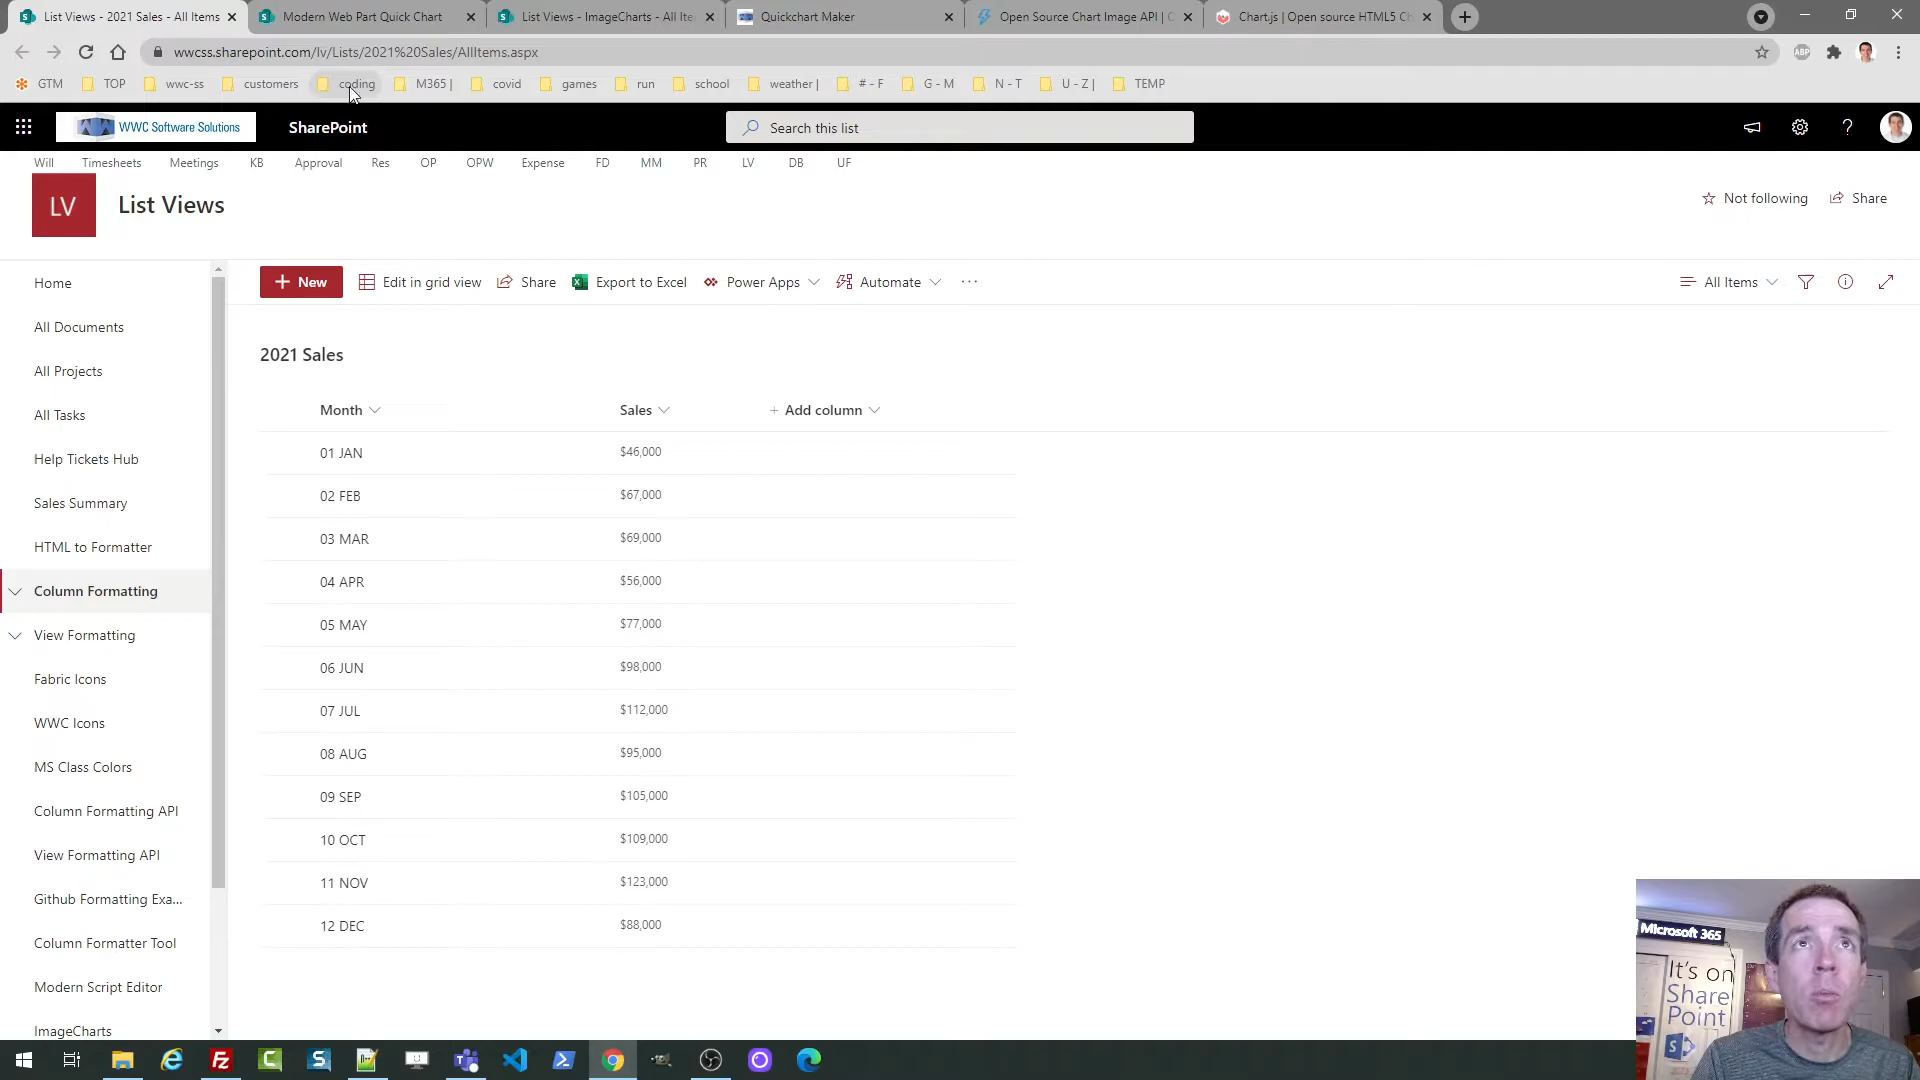 List Views - 2021 Sales - All Items
Modern Web Part Quick Chart
List Views - ImageCharts - All Ite
Quickchart Maker
Open Source Chart Image API | C
Chart.js | Open source HTML5 Ch
wwcss.sharepoint.com/lv/Lists/2021%20Sales/AllItems.aspx
ABP
GTM
TOP
wwc-ss
customers
coding
M365 |
covid
games
run
school
weather |
# - F
G - M
N - T
U - Z |
TEMP
WWC Software Solutions
SharePoint
Search this list
Will
Timesheets
Meetings
KB
Approval
Res
OP
OPW
Expense
FD
MM
PR
LV
DB
UF
LV
List Views
Not following
Share
Home
All Documents
All Projects
All Tasks
Help Tickets Hub
Sales Summary
HTML to Formatter
Column Formatting
View Formatting
Fabric Icons
WWC Icons
MS Class Colors
Column Formatting API
View Formatting API
Github Formatting Exa...
Column Formatter Tool
Modern Script Editor
ImageCharts
+ New
Edit in grid view
Share
Export to Excel
Power Apps
Automate
...
All Items
2021 Sales
Month
Sales
+ Add column
01 JAN $46,000
02 FEB $67,000
03 MAR $69,000
04 APR $56,000
05 MAY $77,000
06 JUN $98,000
07 JUL $112,000
08 AUG $95,000
09 SEP $105,000
10 OCT $109,000
11 NOV $123,000
12 DEC $88,000
Microsoft 365
It's on
Share
Point
S